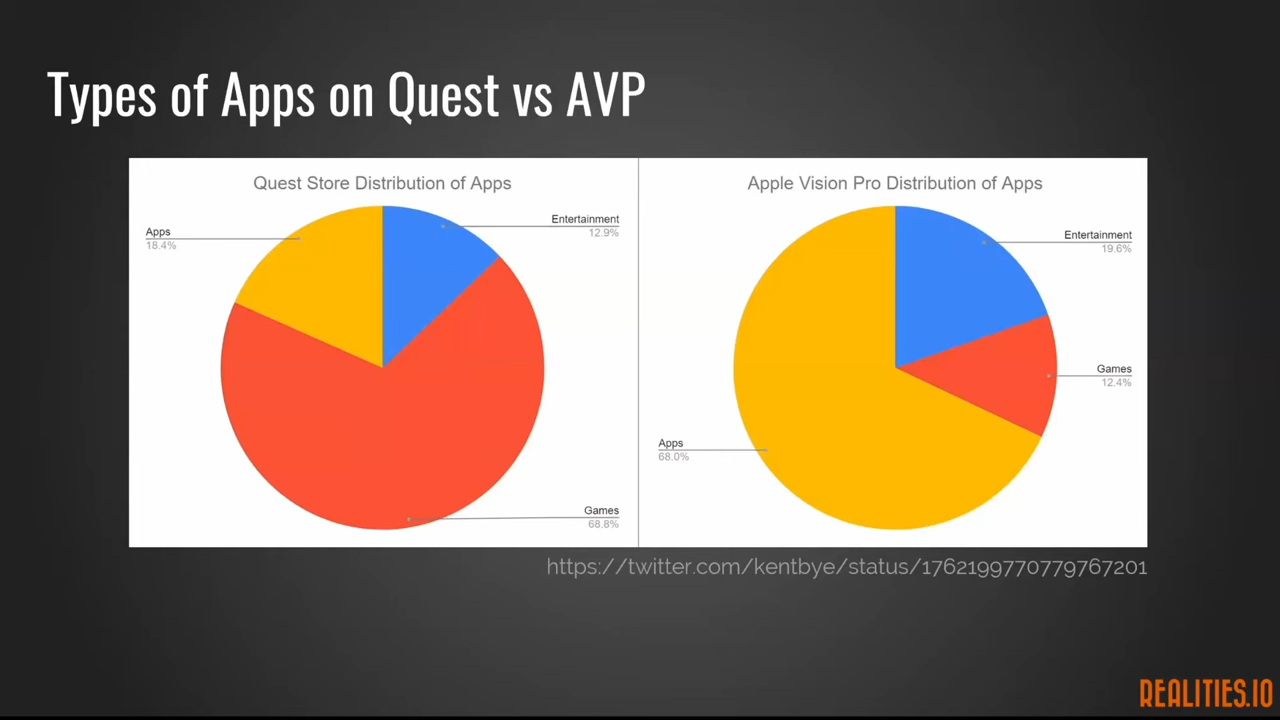 Types of Apps on Quest vs AVP
Quest Store Distribution of Apps
Entertainment
12.9%
Apps
18.4%
Games
68.8%
Apple Vision Pro Distribution of Apps
Entertainment
19.6%
Games
12.4%
Apps
68.0%
https://twitter.com/kentbye/status/1762199770779767201
REALITIES.IO